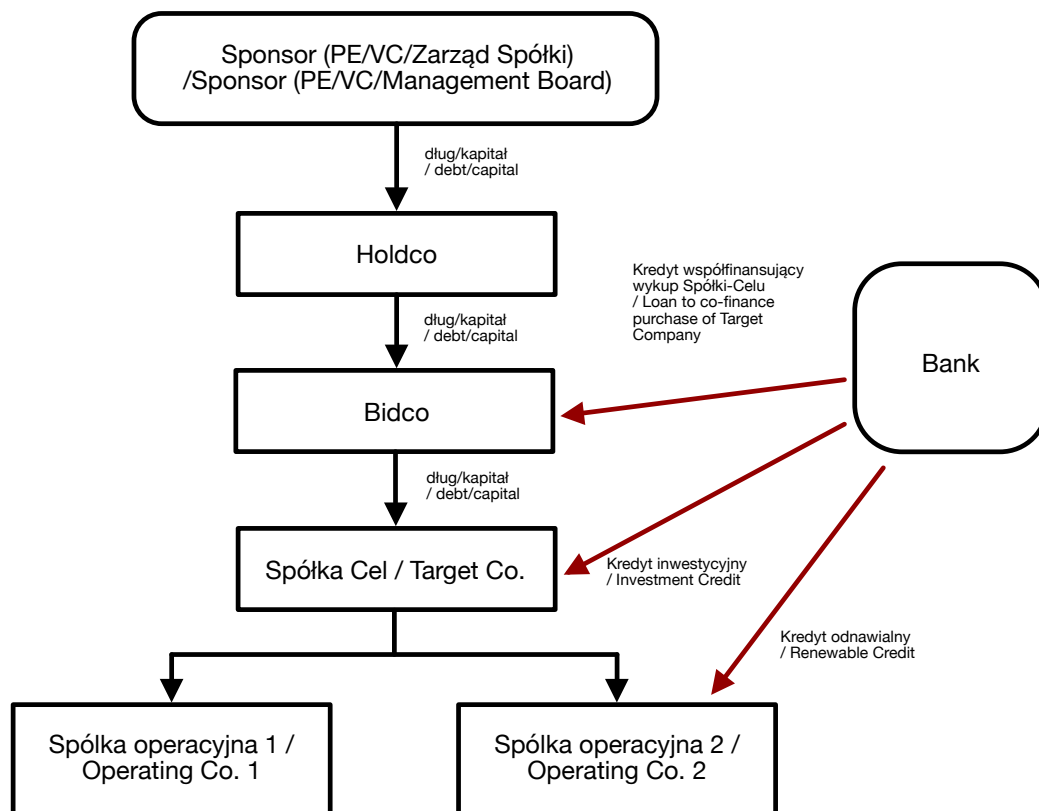 Sponsor (PE/VC/Zarząd Spółki)
/Sponsor (PE/VC/Management Board)
dług/kapitał
/ debt/capital
Holdco
Kredyt współfinansujący
wykup Spółki-Celu
/ Loan to co-finance
purchase of Target
Company
Bank
dług/kapitał
/ debt/capital
Bidco
dług/kapitał
/ debt/capital
Spółka Cel / Target Co.
Kredyt inwestycyjny
/ Investment Credit
Kredyt odnawialny
/ Renewable Credit
Spólka operacyjna 1 /
Operating Co. 1
Spólka operacyjna 2 /
Operating Co. 2